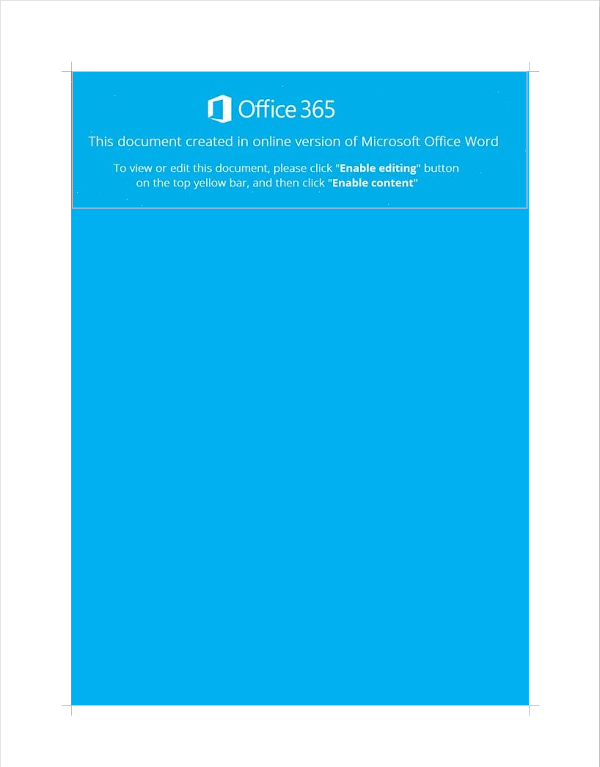 Office 365
This document created in online version of Microsoft Office Word
To view or edit this document, please click "Enable editing" button
on the top yellow bar, and then click "Enable content"